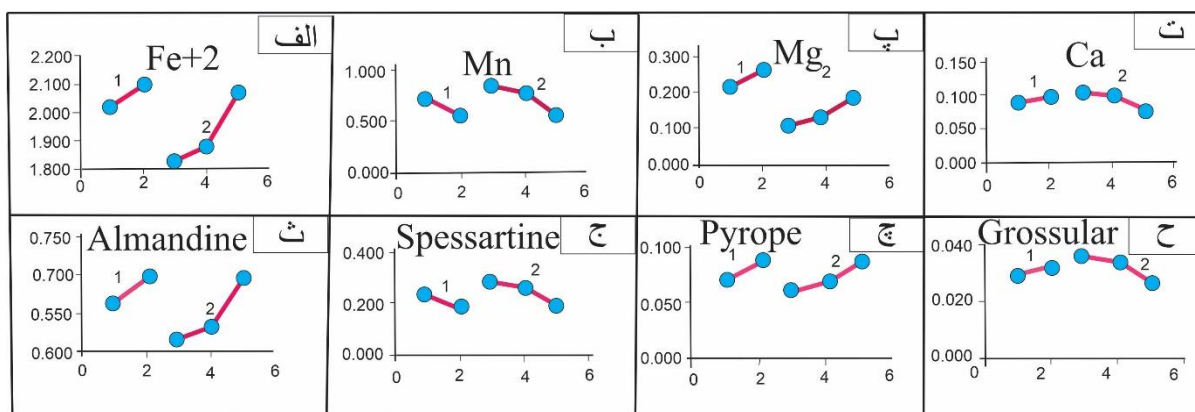 الف
Fe+2
2.200
2.100
2.000
1.900
1.800
1
2
0 2 4 6
ب
Mn
1.000
0.500
0.000
1
2
0 2 4 6
پ
Mg
0.300
0.200
0.100
0.000
1
2
0 2 4 6
ت
Ca
0.150
0.100
0.050
0.000
1
2
0 2 4 6
ث
Almandine
0.750
0.700
0.550
0.600
1
2
0 2 4 6
ج
Spessartine
0.400
0.200
0.000
1
2
0 2 4 6
چ
Pyrope
0.100
0.050
0.000
1
2
0 2 4 6
ح
Grossular
0.040
0.020
0.000
1
2
0 2 4 6